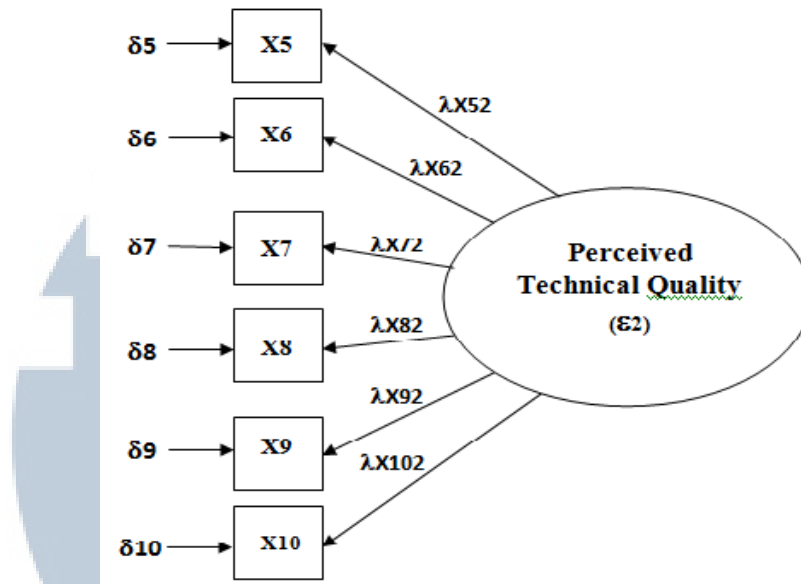 δ5
X5
λX52
δ6
X6
λX62
δ7
X7
λX72
Perceived
Technical Quality
(ε2)
δ8
X8
λX82
δ9
X9
λX92
λX102
δ10
X10